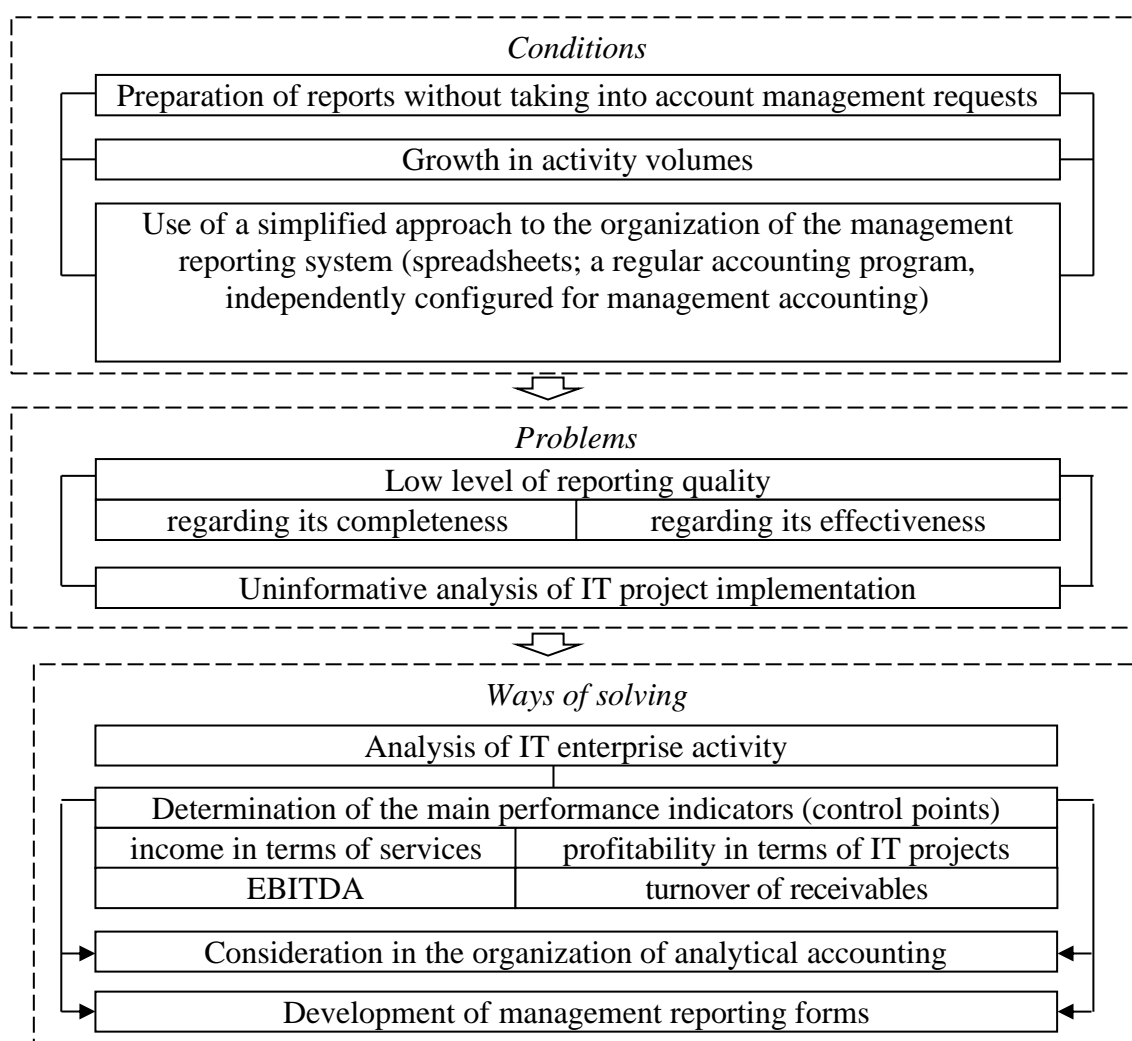 Conditions
Preparation of reports without taking into account management requests
Growth in activity volumes
Use of a simplified approach to the organization of the management
reporting system (spreadsheets; a regular accounting program,
independently configured for management accounting)
Problems
Low level of reporting quality
regarding its completeness
regarding its effectiveness
Uninformative analysis of IT project implementation
Ways of solving
Analysis of IT enterprise activity
Determination of the main performance indicators (control points)
income in terms of services
profitability in terms of IT projects
EBITDA
turnover of receivables
Consideration in the organization of analytical accounting
Development of management reporting forms